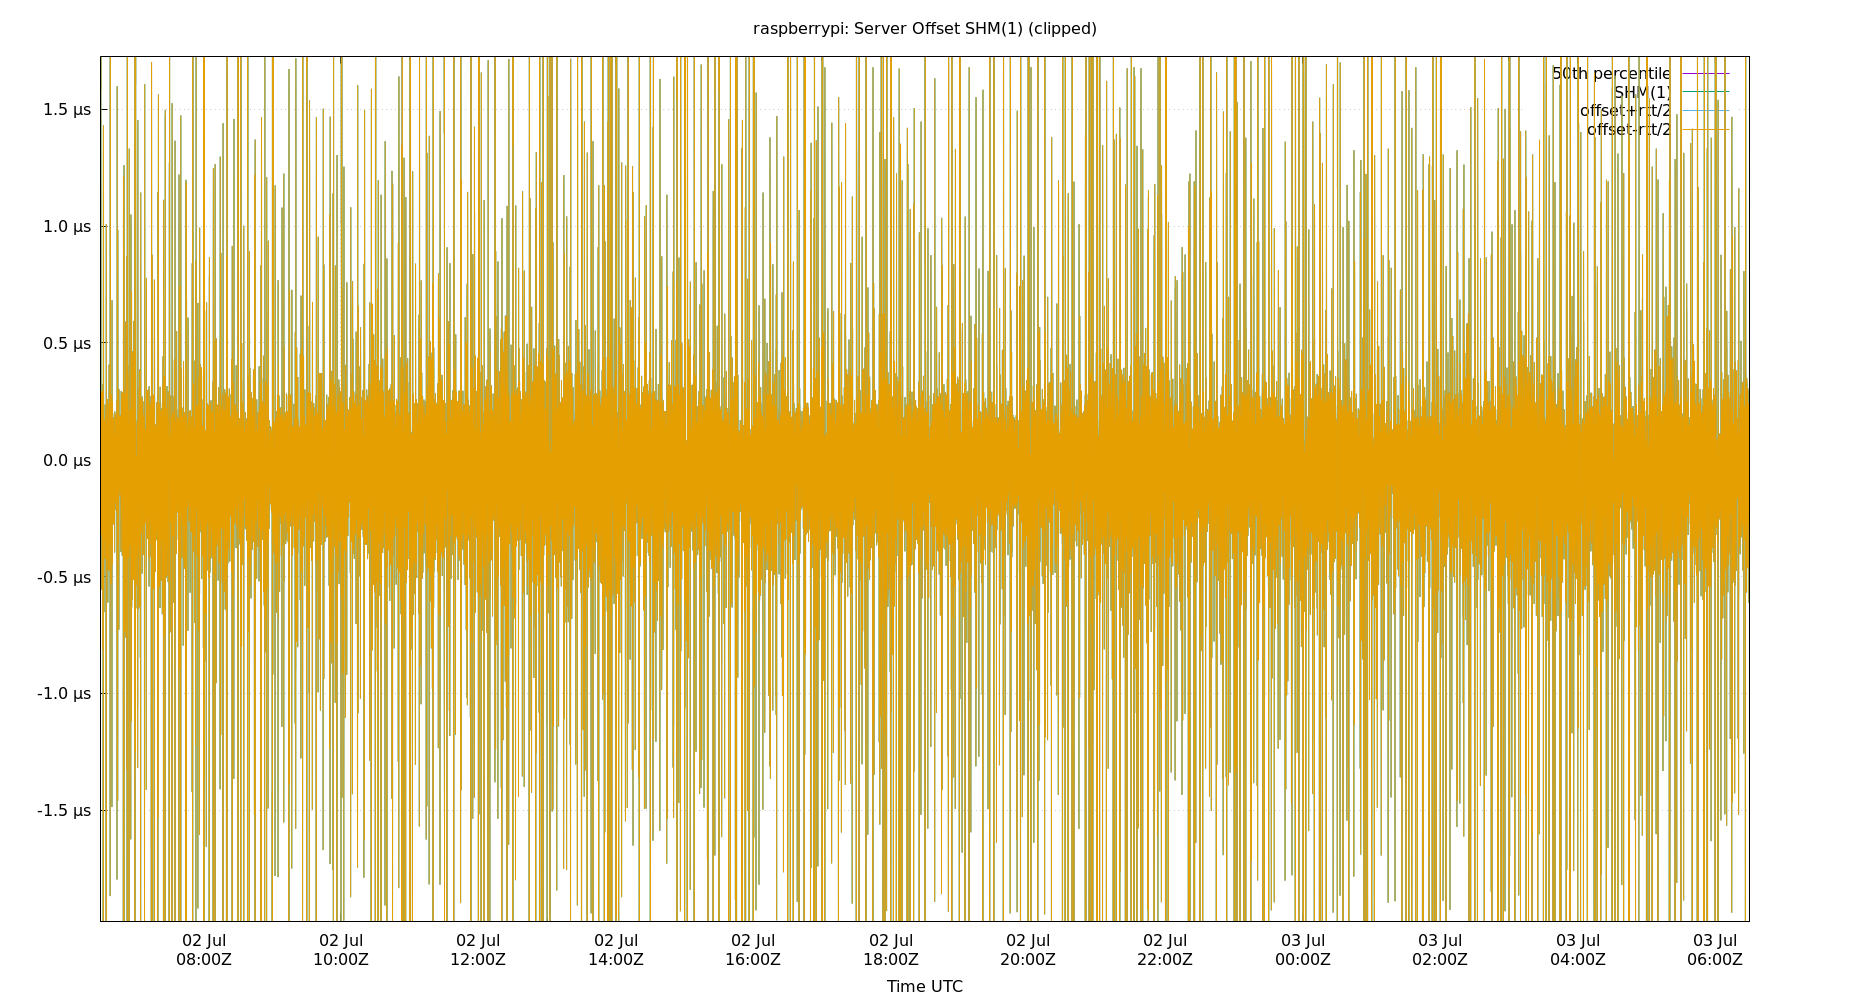 raspberrypi: Server Offset SHM(1) (clipped)
50th percentile
SHM(1)
offset+rtt/2
offset-rtt/2
1.5 µs
1.0 µs
0.5 µs
0.0 µs
-0.5 µs
-1.0 µs
-1.5 µs
02 Jul 02 Jul 02 Jul 02 Jul 02 Jul 02 Jul 02 Jul 02 Jul 03 Jul 03 Jul 03 Jul 03 Jul
08:00Z 10:00Z 12:00Z 14:00Z 16:00Z 18:00Z 20:00Z 22:00Z 00:00Z 02:00Z 04:00Z 06:00Z
Time UTC